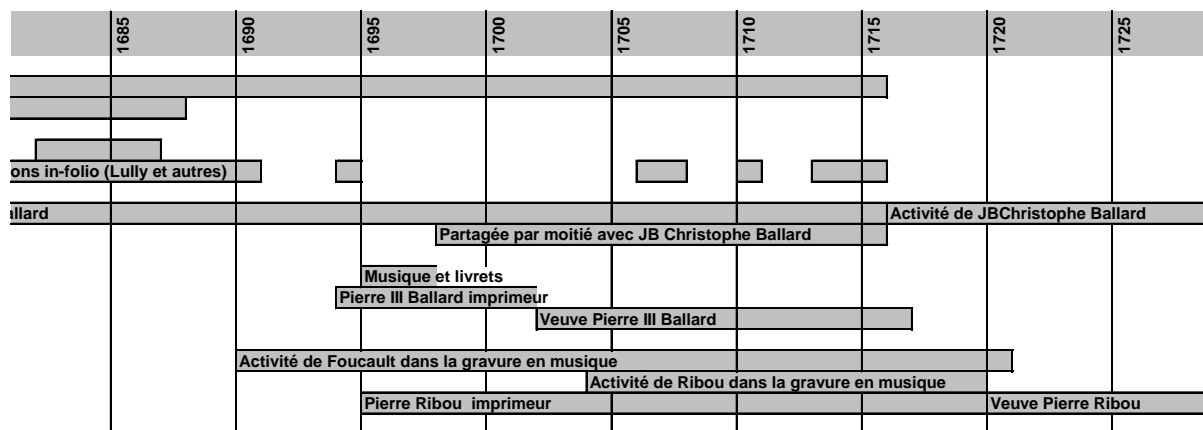 1685 1690 1695 1700 1705 1710 1715 1720 1725
ons in-folio (Lully et autres)
allard Activité de JBChristophe Ballard
Partagée par moitié avec JB Christophe Ballard
Musique et livrets
Pierre III Ballard imprimeur
Veuve Pierre III Ballard
Activité de Foucault dans la gravure en musique
Activité de Ribou dans la gravure en musique
Pierre Ribou imprimeur Veuve Pierre Ribou